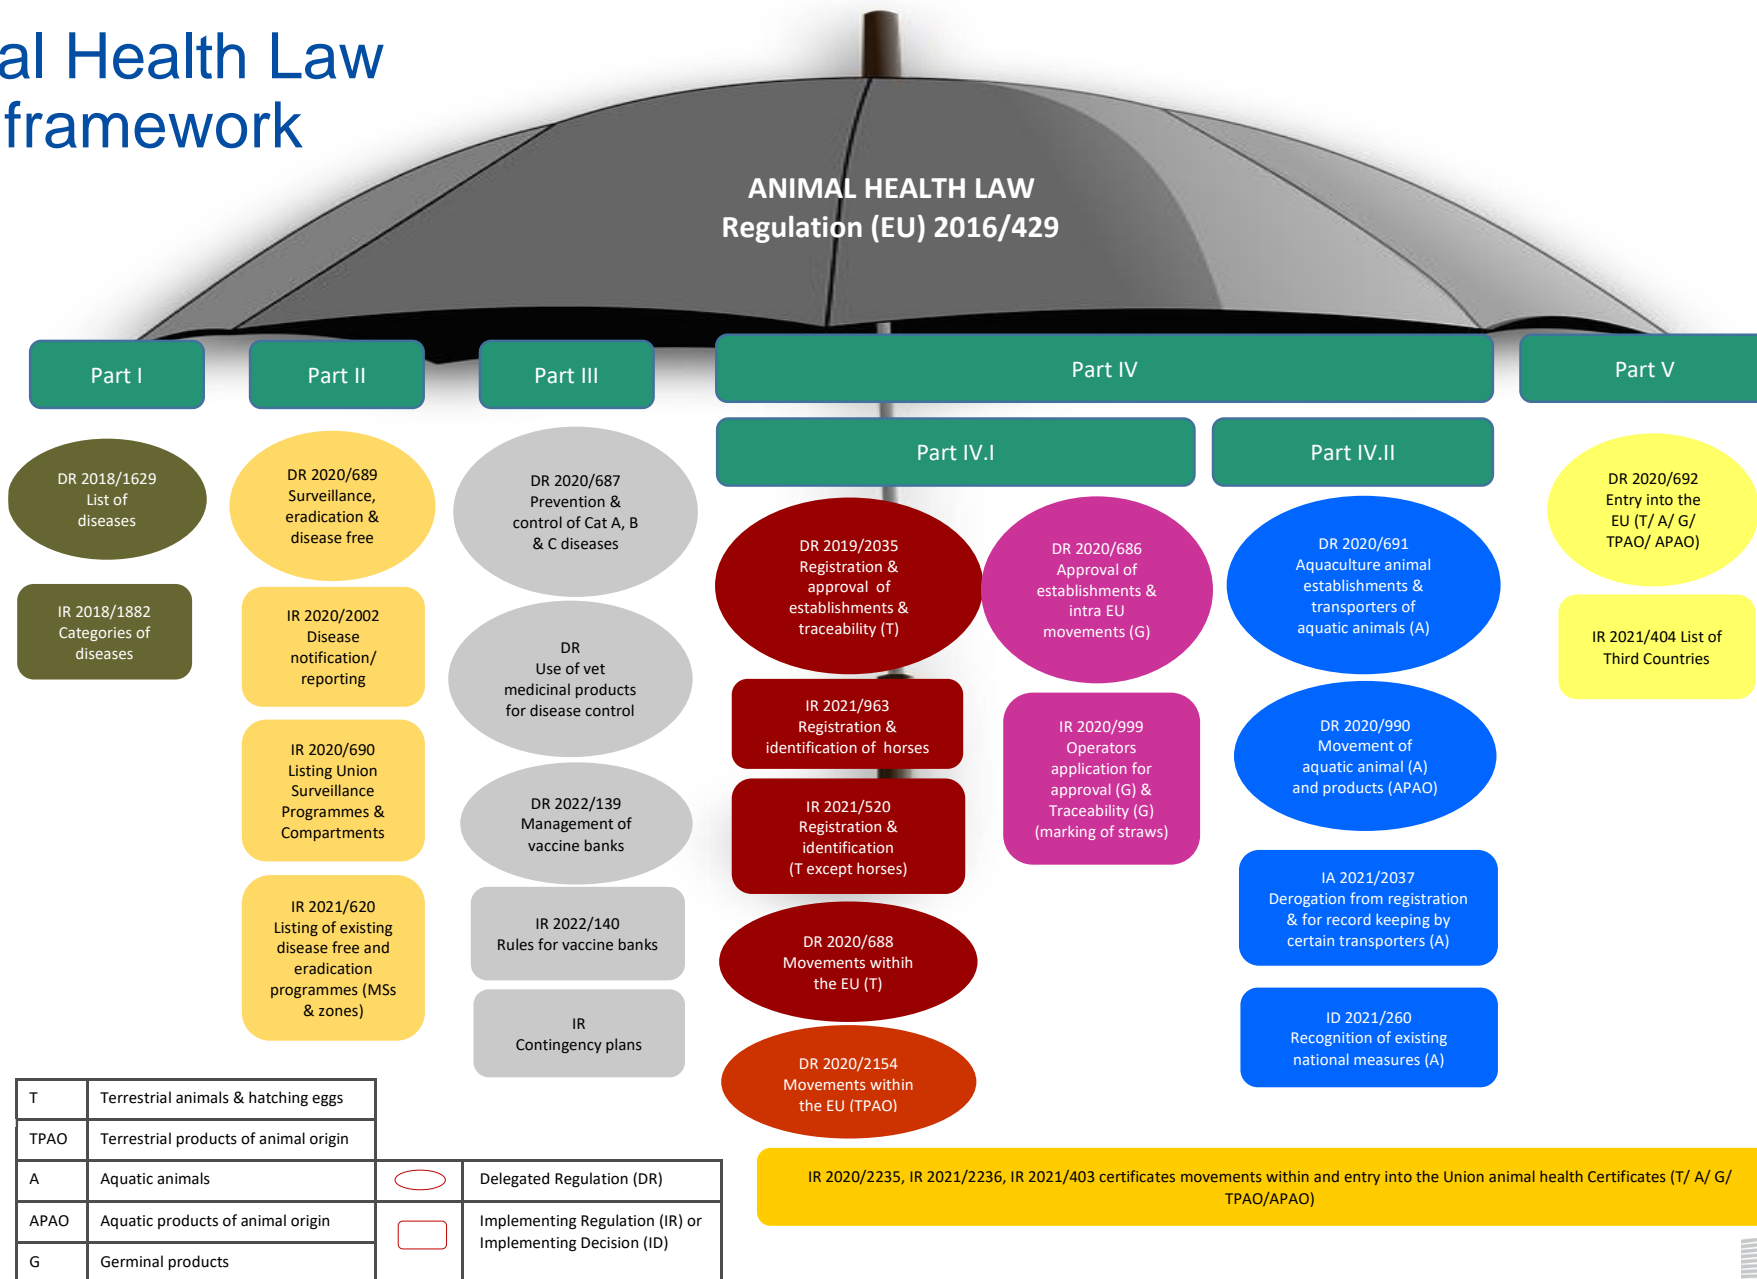 al Health Law
framework
ANIMAL HEALTH LAW
Regulation (EU) 2016/429
Part I
Part II
Part III
Part IV
Part V
Part IV.I
Part IV.II
DR 2018/1629
List of
diseases
IR 2018/1882
Categories of
diseases
DR 2020/689
Surveillance,
eradication &
disease free
IR 2020/2002
Disease
notification/
reporting
IR 2020/690
Listing Union
Surveillance
Programmes &
Compartments
IR 2021/620
Listing of existing
disease free and
eradication
programmes (MSs
& zones)
DR 2020/687
Prevention &
control of Cat A, B
& C diseases
DR
Use of vet
medicinal products
for disease control
DR 2022/139
Management of
vaccine banks
IR 2022/140
Rules for vaccine banks
IR
Contingency plans
DR 2019/2035
Registration &
approval of
establishments &
traceability (T)
IR 2021/963
Registration &
identification of horses
IR 2021/520
Registration &
identification
(T except horses)
DR 2020/688
Movements withih
the EU (T)
DR 2020/2154
Movements within
the EU (TPAO)
DR 2020/686
Approval of
establishments &
intra EU
movements (G)
IR 2020/999
Operators
application for
approval (G) &
Traceability (G)
(marking of straws)
DR 2020/691
Aquaculture animal
establishments &
transporters of
aquatic animals (A)
DR 2020/990
Movement of
aquatic animal (A)
and products (APAO)
IA 2021/2037
Derogation from registration
& for record keeping by
certain transporters (A)
ID 2021/260
Recognition of existing
national measures (A)
DR 2020/692
Entry into the
EU (T/ A/ G/
TPAO/ APAO)
IR 2021/404 List of
Third Countries
IR 2020/2235, IR 2021/2236, IR 2021/403 certificates movements within and entry into the Union animal health Certificates (T/ A/ G/
TPAO/APAO)
T Terrestrial animals & hatching eggs
TPAO Terrestrial products of animal origin
A Aquatic animals
Delegated Regulation (DR)
APAO Aquatic products of animal origin
Implementing Regulation (IR) or
Implementing Decision (ID)
G Germinal products